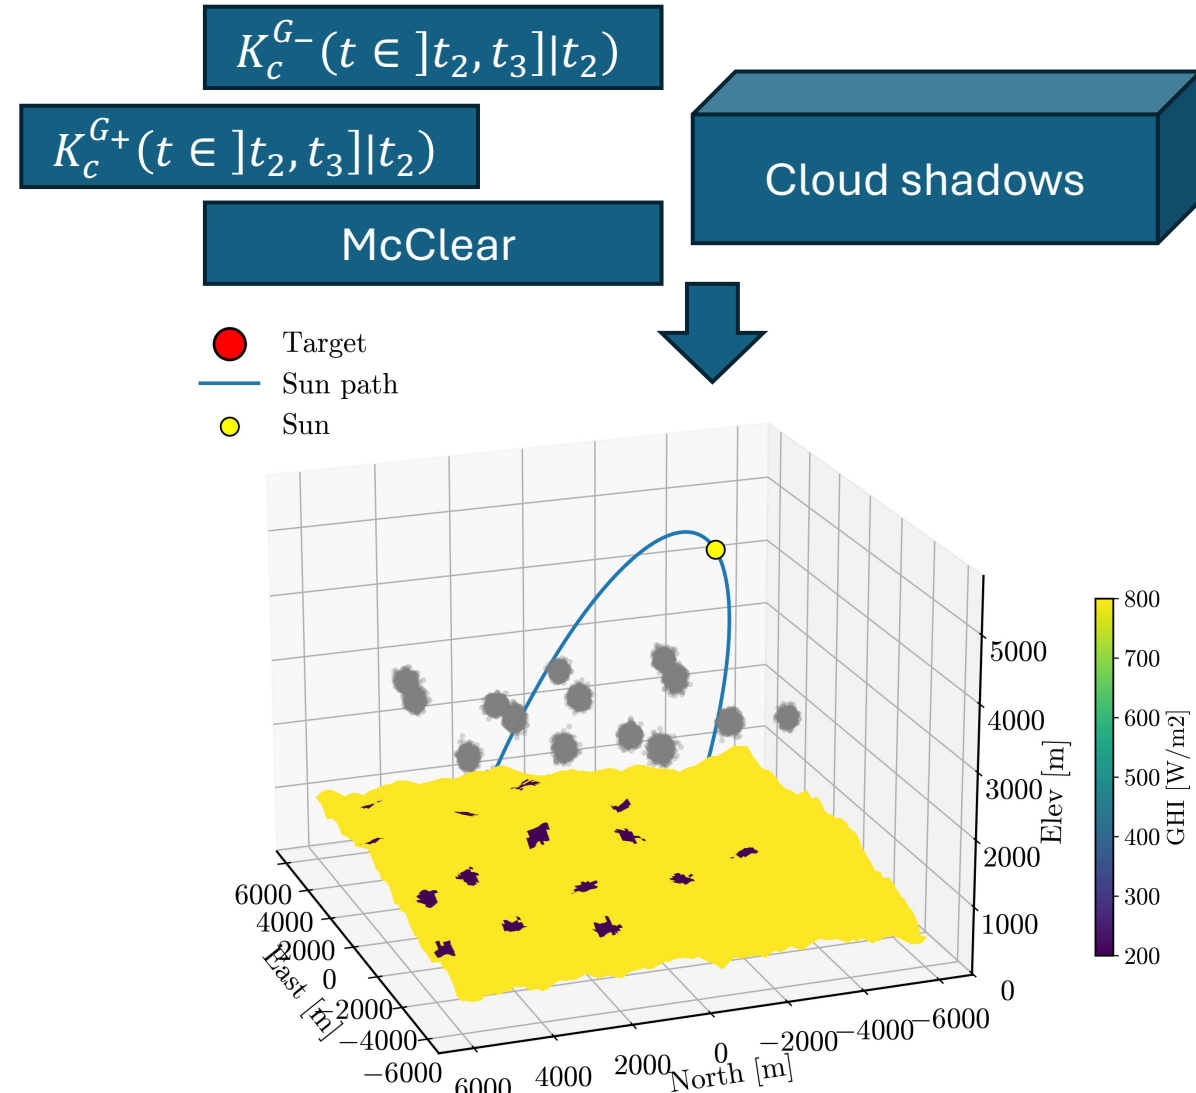 K_c^{G−}(t ∈ ]t_2, t_3]|t_2)
K_c^{G+}(t ∈ ]t_2, t_3]|t_2)
Cloud shadows
McClear
Target
Sun path
Sun
5000
4000
3000
2000
1000
0
Elev [m]
800
700
600
500
400
300
200
GHI [W/m2]
6000
4000
2000
0
−2000
−4000
−6000
East [m]
6000
4000
2000
0
−2000
−4000
−6000
North [m]